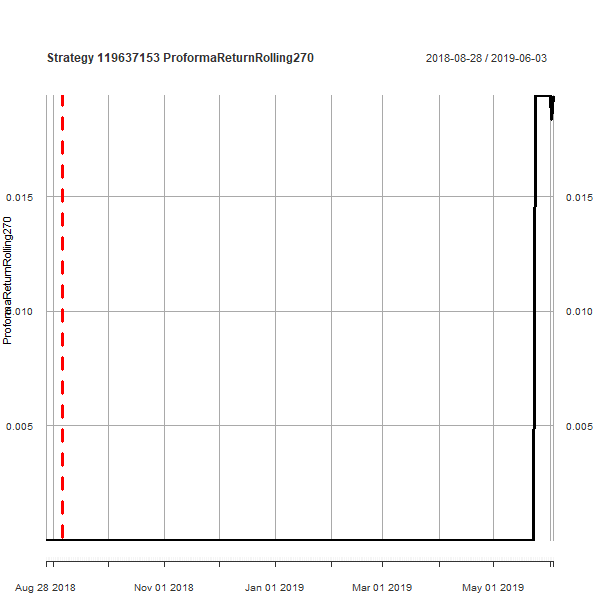 Strategy 119637153 ProformaReturnRolling270
2018-08-28 / 2019-06-03
ProformaReturnRolling270
0.015
0.015
0.010
0.010
0.005
0.005
Aug 28 2018
Nov 01 2018
Jan 01 2019
Mar 01 2019
May 01 2019